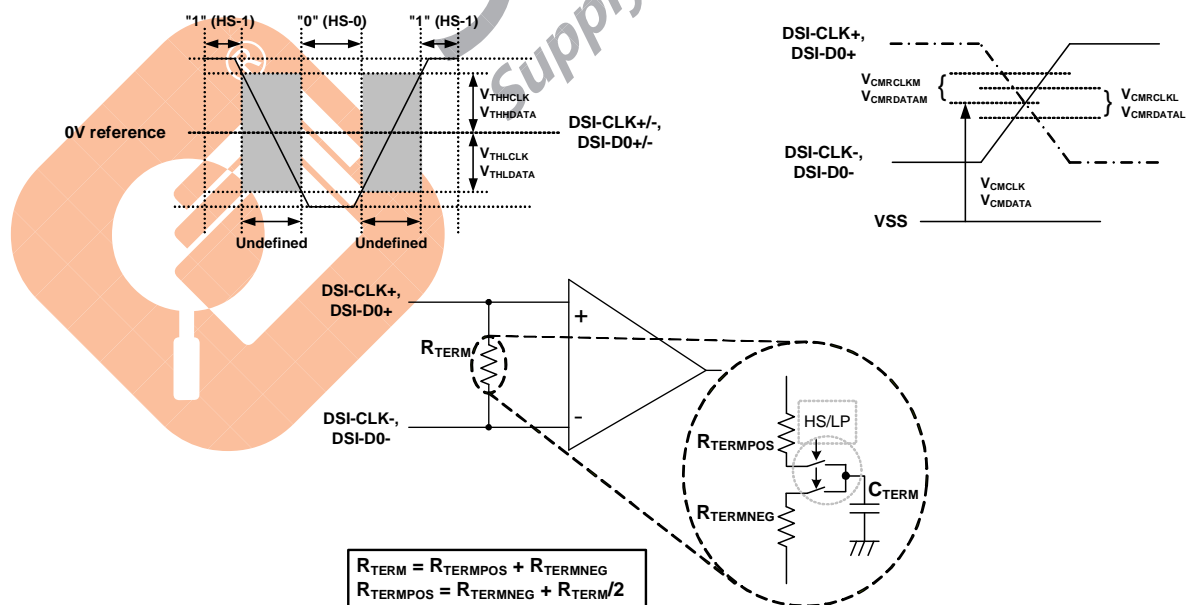 "1" (HS-1) "0" (HS-0) "1" (HS-1)
VTHHCLK
VTHHDATA
0V reference
DSI-CLK+/-,
DSI-D0+/-
VTHLCLK
VTHLDATA
Undefined Undefined
Supply
®
DSI-CLK+,
DSI-D0+
VCMRCLKM
VCMRDATAM
VCMRCLKL
VCMRDATAL
DSI-CLK-,
DSI-D0-
VCMCLK
VCMDATA
VSS
DSI-CLK+,
DSI-D0+
+
RTERM
-
DSI-CLK-,
DSI-D0-
HS/LP
RTERMPOS
CTERM
RTERMNEG
RTERM = RTERMPOS + RTERMNEG
RTERMPOS = RTERMNEG + RTERM/2